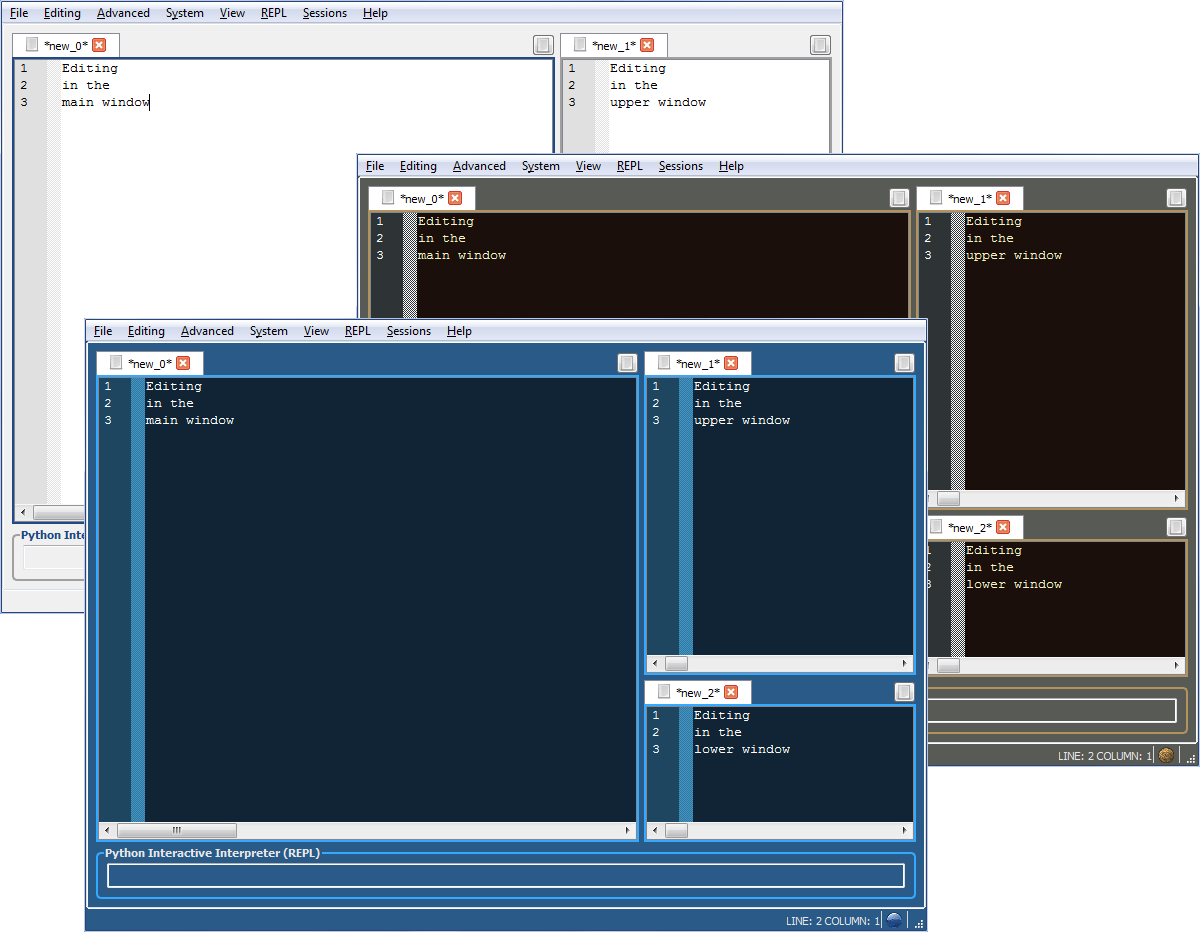 File Editing Advanced System View REPL Sessions Help
*new_0* *new_1*
1 Editing
2 in the
3 main window
1 Editing
2 in the
3 upper window
Python Inte
File Editing Advanced System View REPL Sessions Help
*new_0* *new_1*
1 Editing
2 in the
3 main window
1 Editing
2 in the
3 upper window
*new_2*
1 Editing
2 in the
3 lower window
LINE: 2 COLUMN: 1
File Editing Advanced System View REPL Sessions Help
*new_0* *new_1*
1 Editing
2 in the
3 main window
1 Editing
2 in the
3 upper window
*new_2*
1 Editing
2 in the
3 lower window
Python Interactive Interpreter (REPL)
LINE: 2 COLUMN: 1